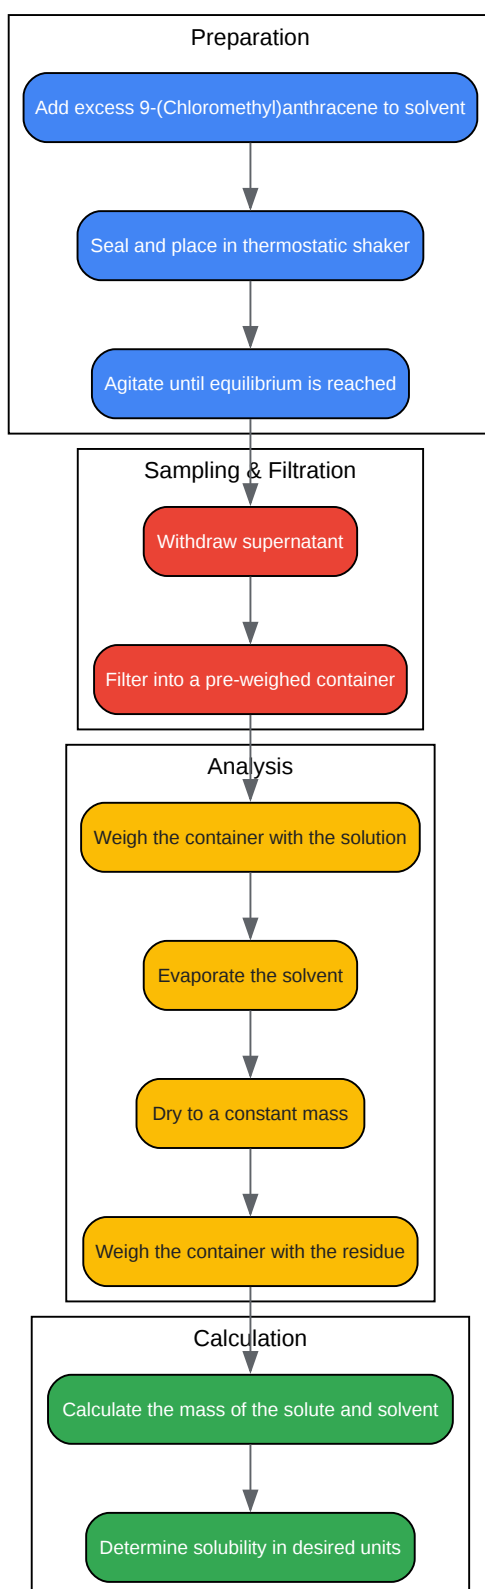 Preparation
Add excess 9-(Chloromethyl)anthracene to solvent
Seal and place in thermostatic shaker
Agitate until equilibrium is reached
Sampling & Filtration
Withdraw supernatant
Filter into a pre-weighed container
Analysis
Weigh the container with the solution
Evaporate the solvent
Dry to a constant mass
Weigh the container with the residue
Calculation
Calculate the mass of the solute and solvent
Determine solubility in desired units